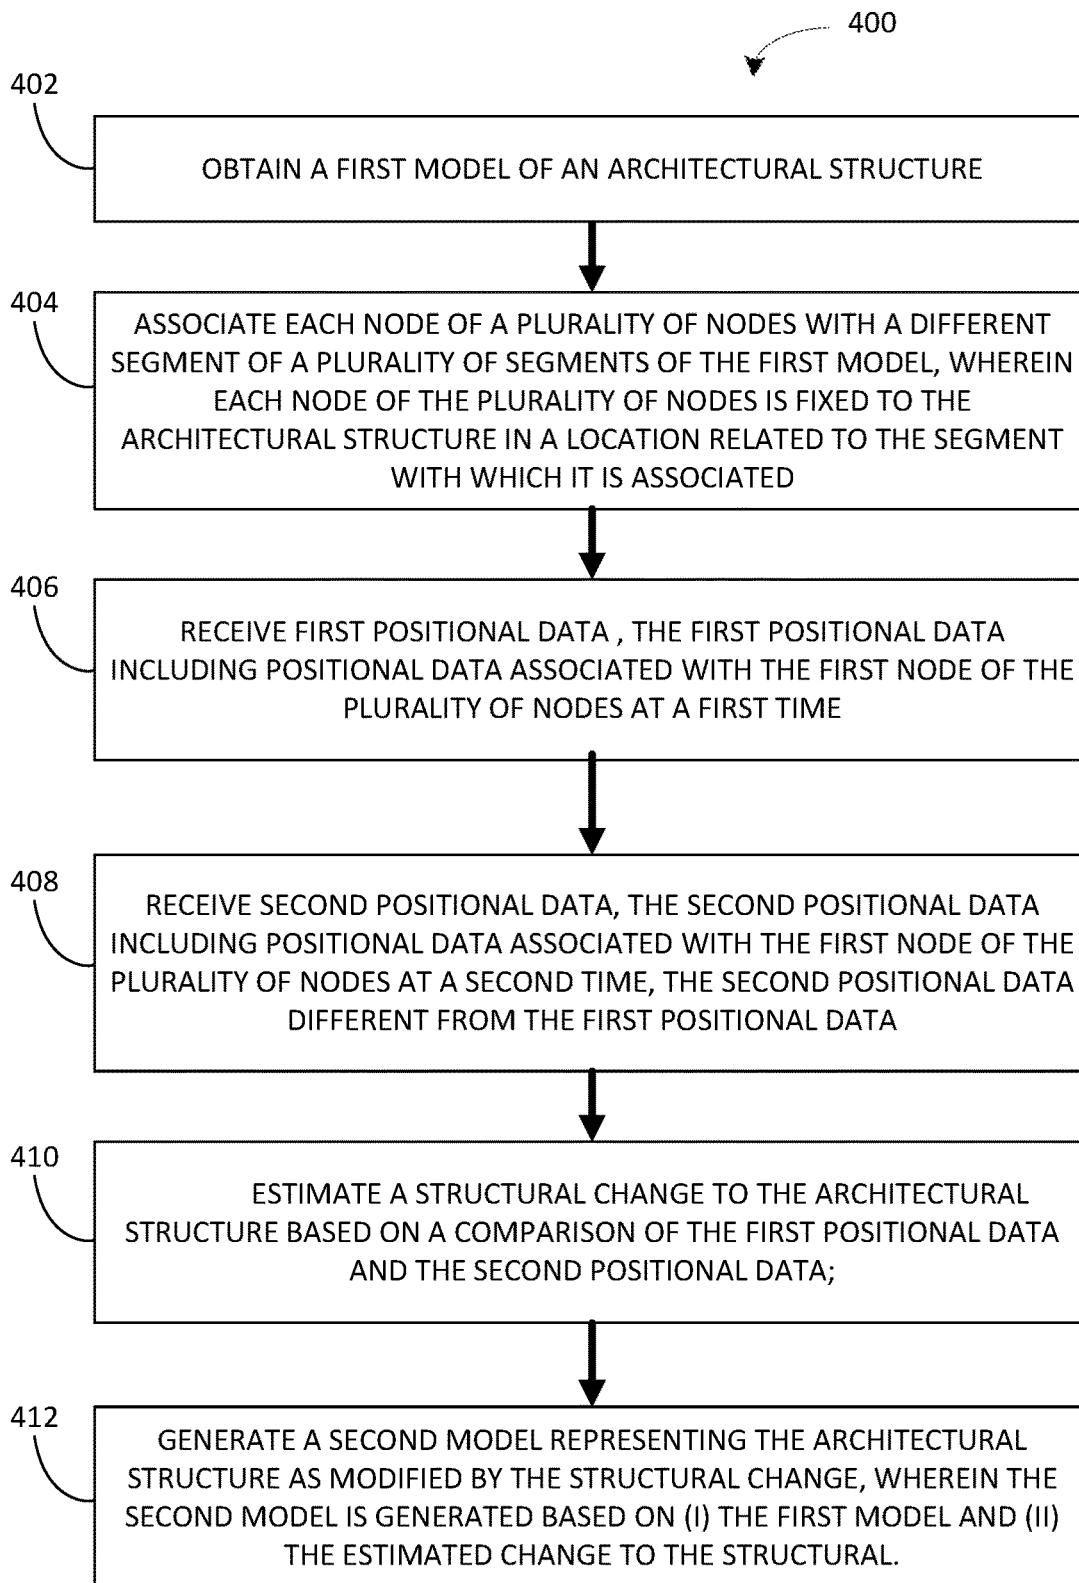 400
402
OBTAIN A FIRST MODEL OF AN ARCHITECTURAL STRUCTURE
404
ASSOCIATE EACH NODE OF A PLURALITY OF NODES WITH A DIFFERENT
SEGMENT OF A PLURALITY OF SEGMENTS OF THE FIRST MODEL, WHEREIN
EACH NODE OF THE PLURALITY OF NODES IS FIXED TO THE
ARCHITECTURAL STRUCTURE IN A LOCATION RELATED TO THE SEGMENT
WITH WHICH IT IS ASSOCIATED
406
RECEIVE FIRST POSITIONAL DATA , THE FIRST POSITIONAL DATA
INCLUDING POSITIONAL DATA ASSOCIATED WITH THE FIRST NODE OF THE
PLURALITY OF NODES AT A FIRST TIME
408
RECEIVE SECOND POSITIONAL DATA, THE SECOND POSITIONAL DATA
INCLUDING POSITIONAL DATA ASSOCIATED WITH THE FIRST NODE OF THE
PLURALITY OF NODES AT A SECOND TIME, THE SECOND POSITIONAL DATA
DIFFERENT FROM THE FIRST POSITIONAL DATA
410
ESTIMATE A STRUCTURAL CHANGE TO THE ARCHITECTURAL
STRUCTURE BASED ON A COMPARISON OF THE FIRST POSITIONAL DATA
AND THE SECOND POSITIONAL DATA;
412
GENERATE A SECOND MODEL REPRESENTING THE ARCHITECTURAL
STRUCTURE AS MODIFIED BY THE STRUCTURAL CHANGE, WHEREIN THE
SECOND MODEL IS GENERATED BASED ON (I) THE FIRST MODEL AND (II)
THE ESTIMATED CHANGE TO THE STRUCTURAL.